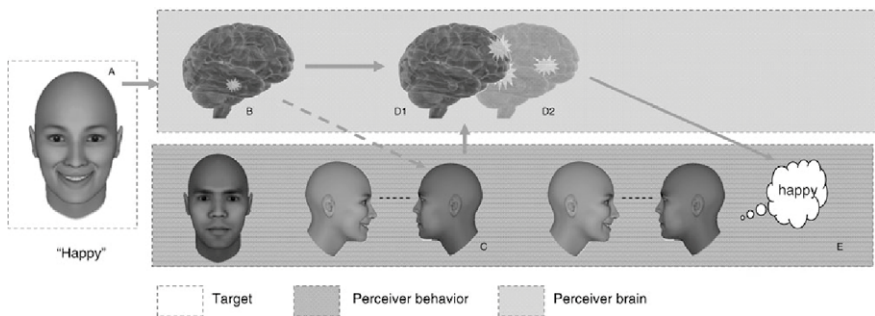 A
B
D1
D2
happy
C
E
“Happy”
Target
Perceiver behavior
Perceiver brain